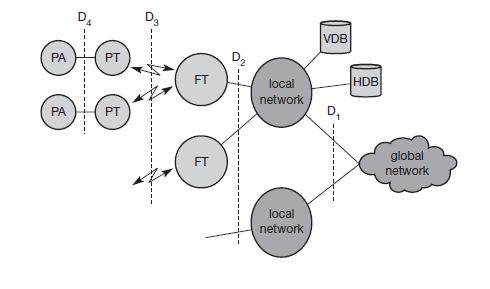 D4
D3
D2
VDB
PA
PT
FT
local
network
HDB
PA
PT
D1
FT
global
network
local
network